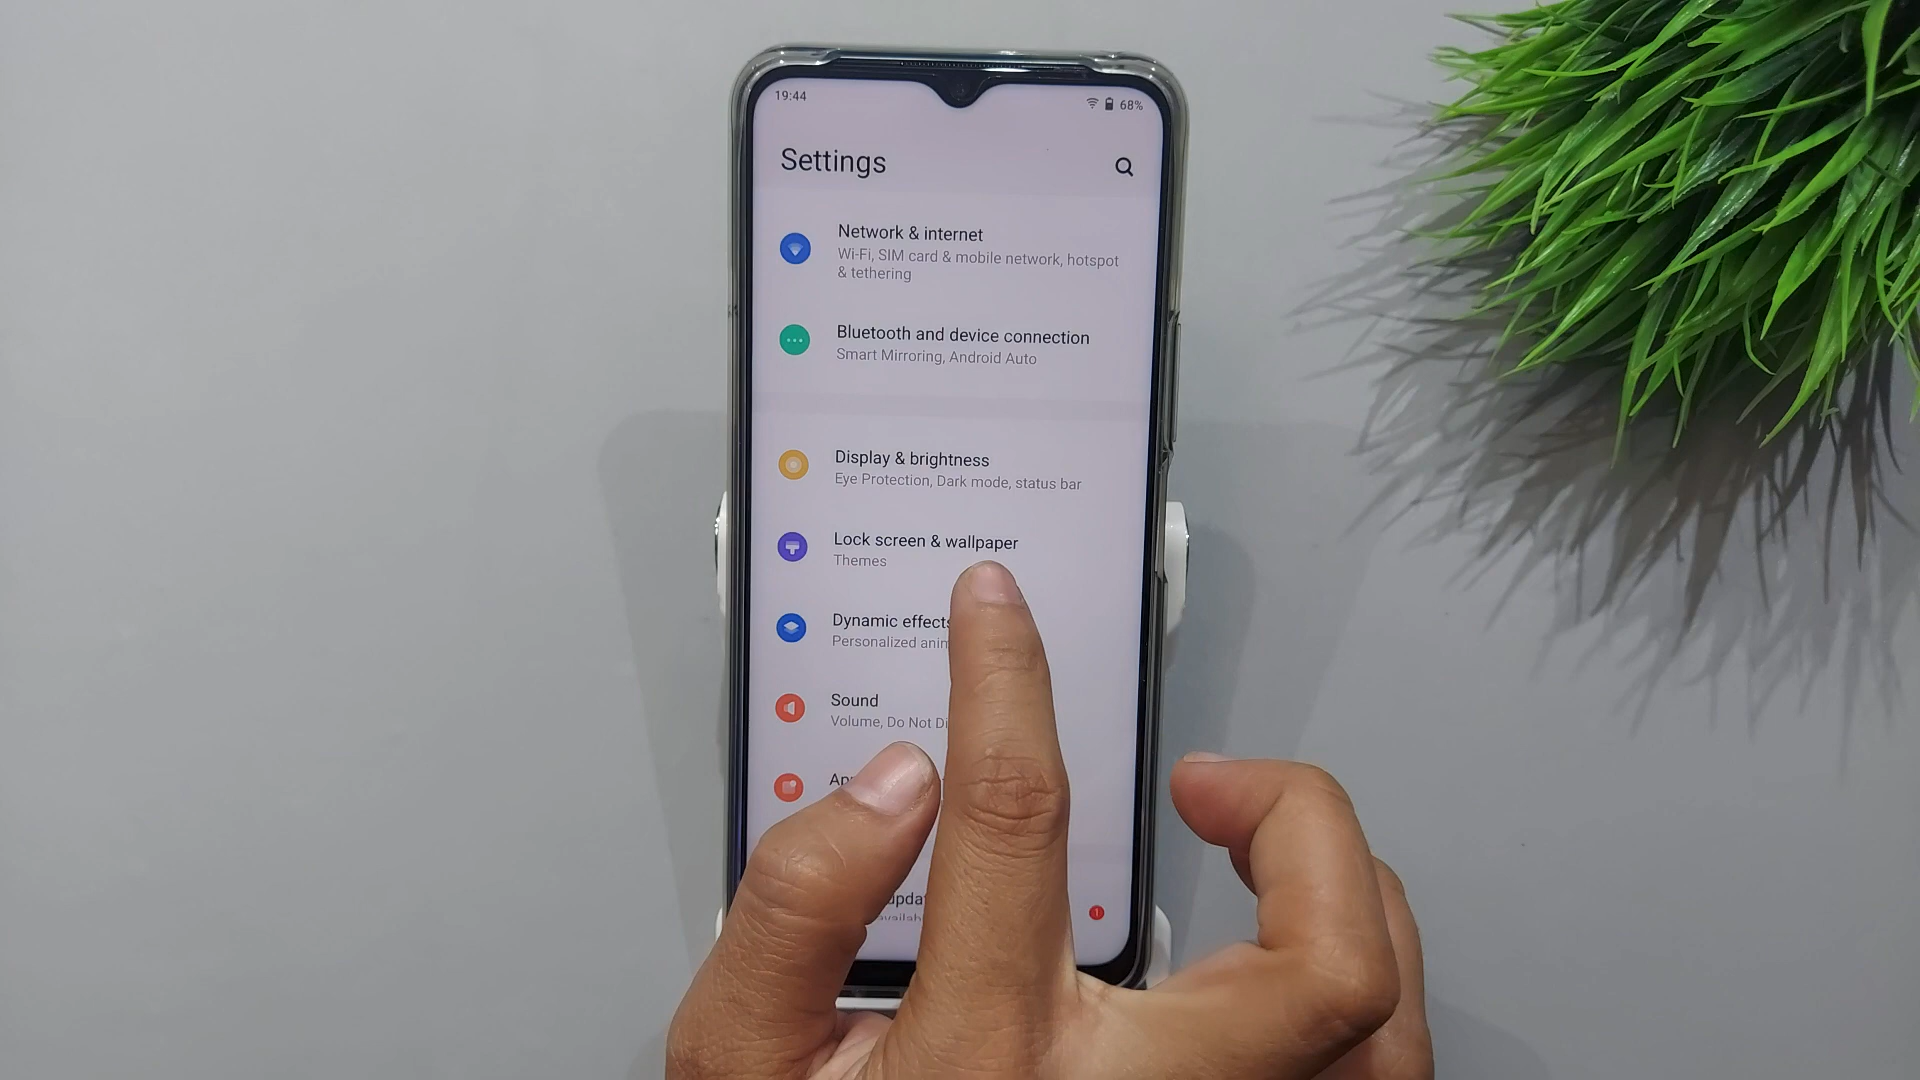 19:44
68%
Settings
Network & internet
Wi-Fi, SIM card & mobile network, hotspot
& tethering
Bluetooth and device connection
Smart Mirroring, Android Auto
Display & brightness
Eye Protection, Dark mode, status bar
Lock screen & wallpaper
Themes
Dynamic effects
Personalized
Sound
Volume, Do Not
1